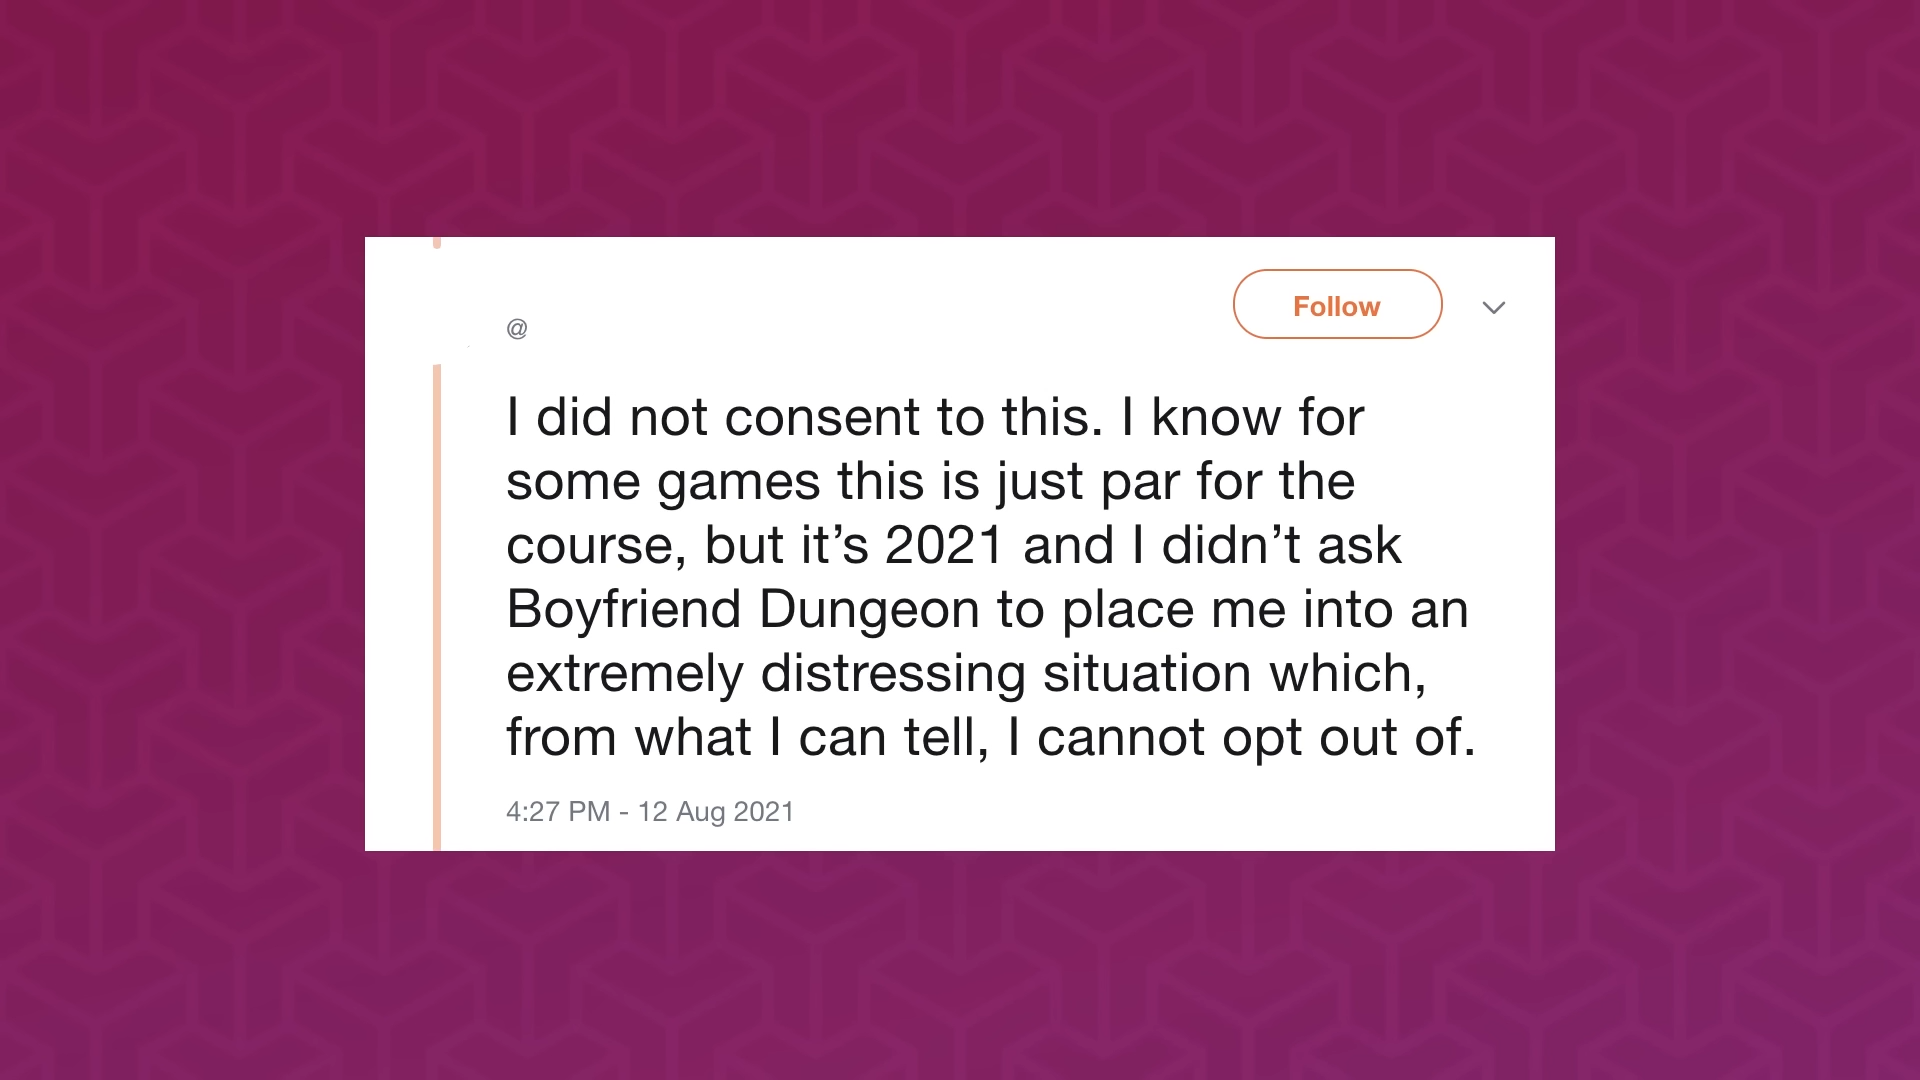 Follow
@
I did not consent to this. I know for
some games this is just par for the
course, but it’s 2021 and I didn’t ask
Boyfriend Dungeon to place me into an
extremely distressing situation which,
from what I can tell, I cannot opt out of.
4:27 PM - 12 Aug 2021